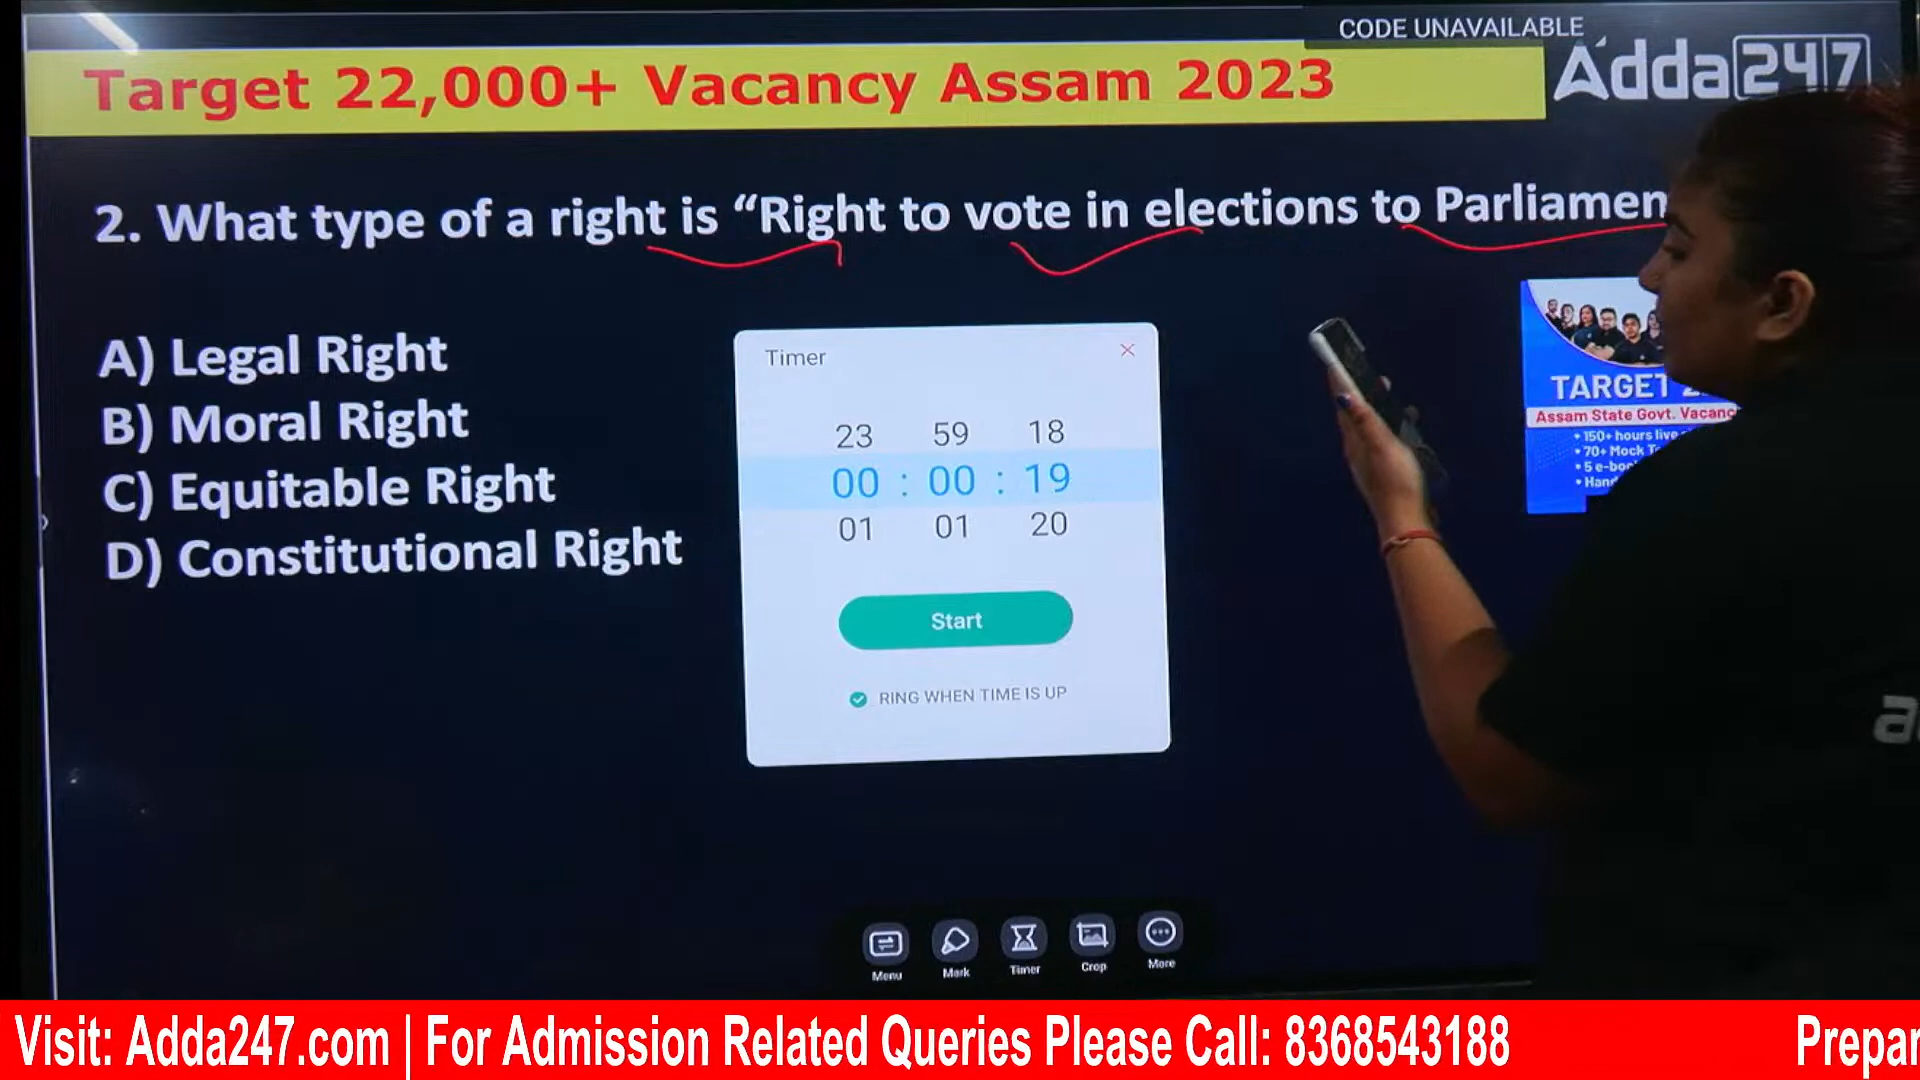 CODE UNAVAILABLE
Target 22,000+ Vacancy Assam 2023
Adda247
2. What type of a right is “Right to vote in elections to Parliamen
A) Legal Right
B) Moral Right
C) Equitable Right
D) Constitutional Right
Timer
23 59 18
00 : 00 : 19
01 01 20
Start
RING WHEN TIME IS UP
TARGET
Assam State Govt. Vacanc
• 150+ hours live
• 70+ Mock
• 5 e-boo
• Hand
a
Menu Mark Timer Crop More
Visit: Adda247.com | For Admission Related Queries Please Call: 8368543188
Prepar